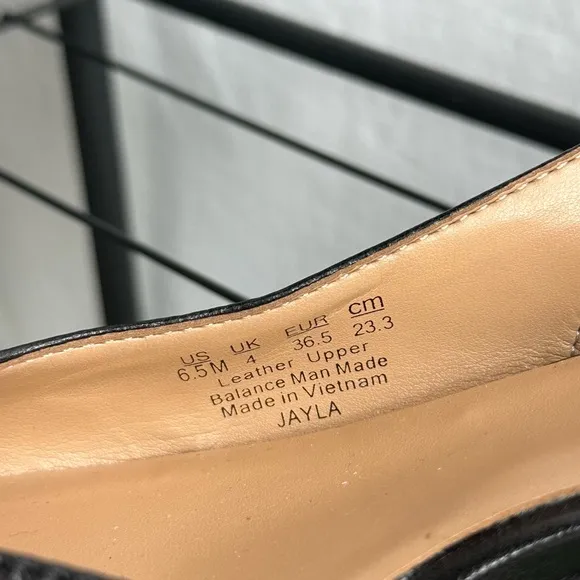 US UK EUR cm
6.5M 4 36.5 23.3
Leather Upper
Balance Man Made
Made in Vietnam
JAYLA